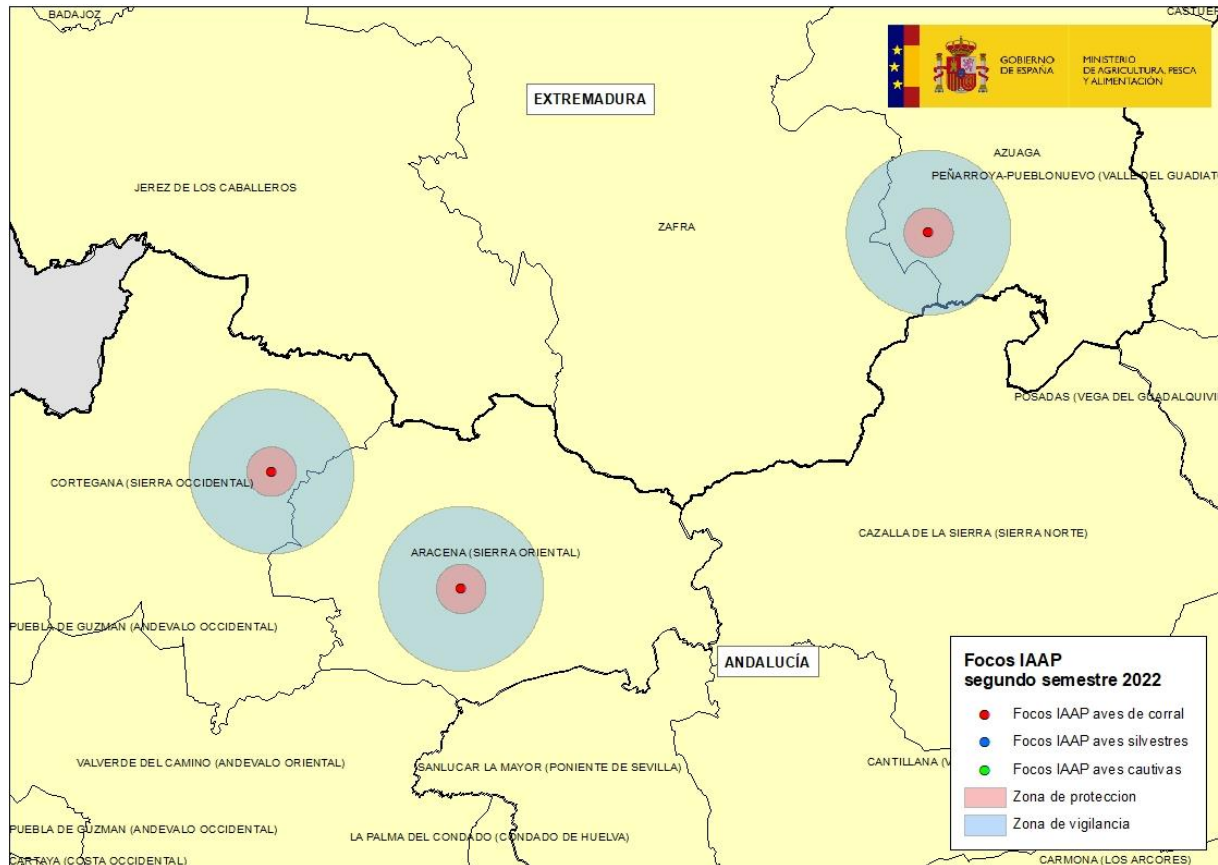 BADAJOZ
CASTUER
GOBIERNO
DE ESPAÑA
MINISTERIO
DE AGRICULTURA, PESCA
Y ALIMENTACIÓN
EXTREMADURA
AZUAGA
PEÑARROYA-PUEBLONUEVO (VALLE DEL GUADIATO
JEREZ DE LOS CABALLEROS
ZAFRA
POSADAS (VEGA DEL GUADALQUIVI
CORTEGANA (SIERRA OCCIDENTAL)
CAZALLA DE LA SIERRA (SIERRA NORTE)
ARACENA (SIERRA ORIENTAL)
PUEBLA DE GUZMAN (ANDEVALO OCCIDENTAL)
ANDALUCÍA
Focos IAAP
segundo semestre 2022
Focos IAAP aves de corral
Focos IAAP aves silvestres
Focos IAAP aves cautivas
Zona de proteccion
Zona de vigilancia
VALVERDE DEL CAMINO (ANDEVALO ORIENTAL)
SANLUCAR LA MAYOR (PONIENTE DE SEVILLA)
CANTILLANA (V
PUEBLA DE GUZMAN (ANDEVALO OCCIDENTAL)
LA PALMA DEL CONDADO (CONDADO DE HUELVA)
CARTAYA (COSTA OCCIDENTAL)
CARMONA (LOS ARCORES)